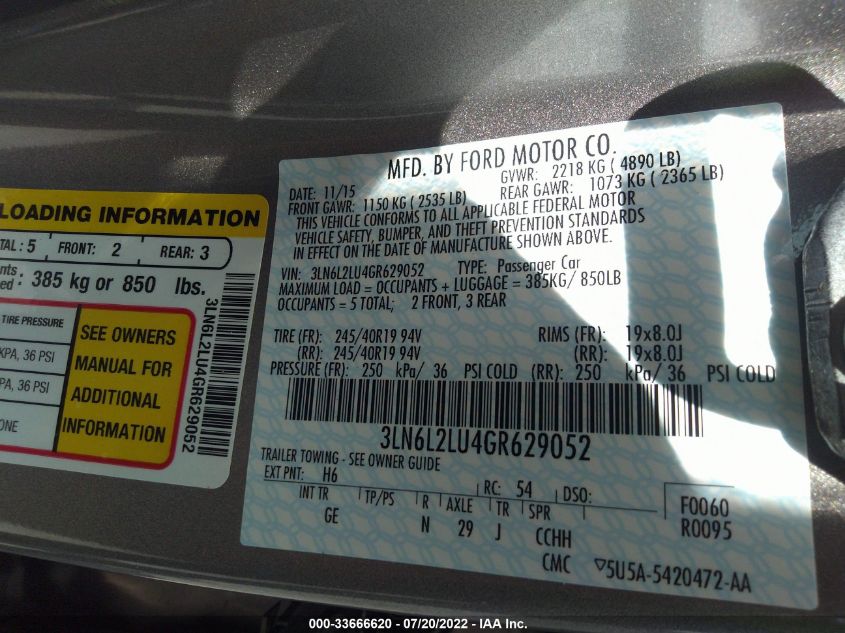 LOADING INFORMATION
TAL: 5 FRONT: 2 REAR: 3
385 kg or 850 lbs.
TIRE PRESSURE
KPA, 36 PSI
KPA, 36 PSI
ONE
SEE OWNERS
MANUAL FOR
ADDITIONAL
INFORMATION
3LN6L2LU4GR629052
MFD. BY FORD MOTOR CO.
DATE: 11/15 GVWR: 2218 KG ( 4890 LB)
FRONT GAWR: 1150 KG ( 2535 LB) REAR GAWR: 1073 KG ( 2365 LB)
THIS VEHICLE CONFORMS TO ALL APPLICABLE FEDERAL MOTOR
VEHICLE SAFETY, BUMPER, AND THEFT PREVENTION STANDARDS
IN EFFECT ON THE DATE OF MANUFACTURE SHOWN ABOVE.
VIN: 3LN6L2LU4GR629052 TYPE: Passenger Car
MAXIMUM LOAD = OCCUPANTS + LUGGAGE = 385KG/ 850LB
OCCUPANTS = 5 TOTAL; 2 FRONT, 3 REAR
TIRE (FR): 245/40R19 94V RIMS (FR): 19x8.0J
(RR): 245/40R19 94V (RR): 19x8.0J
PRESSURE (FR): 250 kPa/ 36 PSI COLD (RR): 250 kPa/ 36 PSI COLD
3LN6L2LU4GR629052
TRAILER TOWING - SEE OWNER GUIDE
EXT PNT: H6 RC: 54 DSO: F0060
INT TR TP/PS R AXLE TR SPR R0095
GE N 29 J CCHH
CMC ▽5U5A-5420472-AA
000-33666620 - 07/20/2022 - IAA Inc.